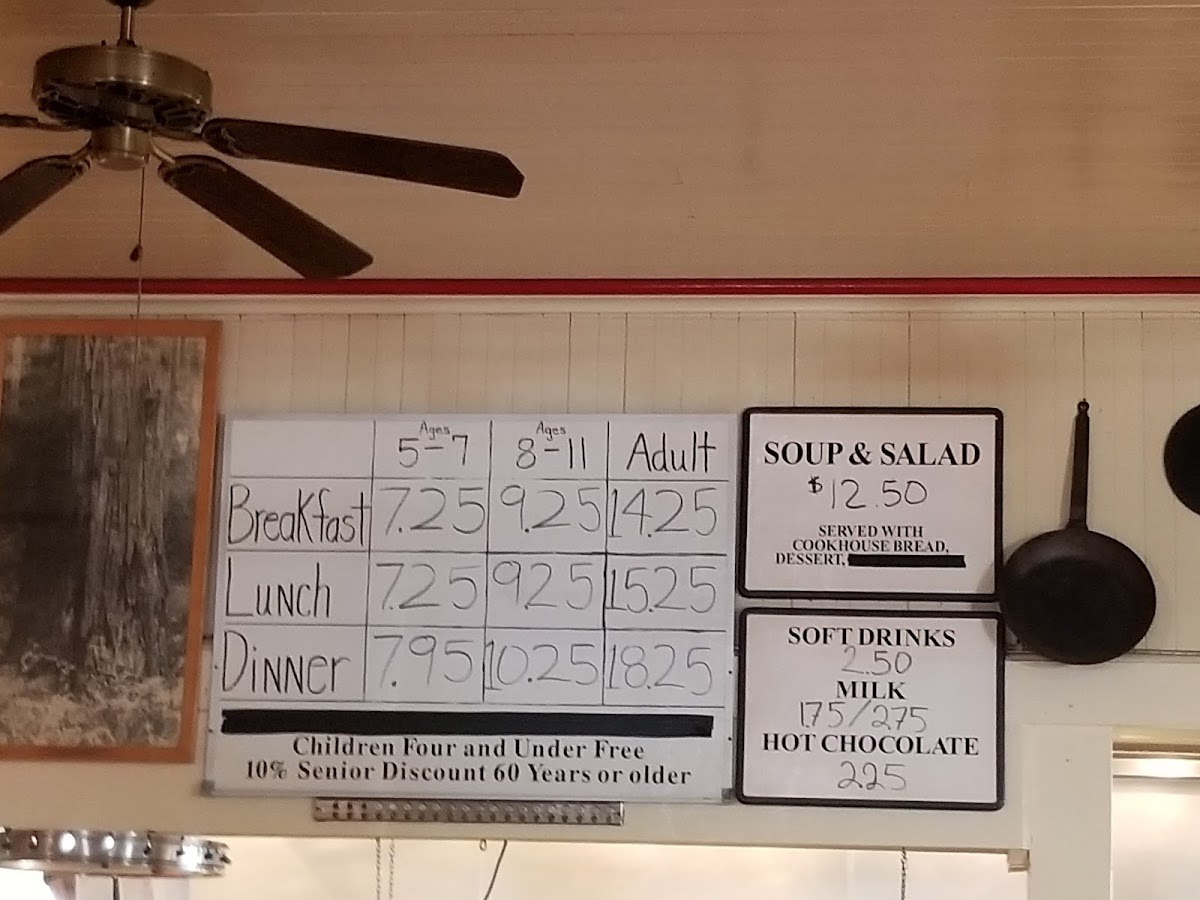 Ages Ages
5-7 8-11 Adult
Breakfast 7.25 9.25 14.25
Lunch 7.25 9.25 15.25
Dinner 7.95 10.25 18.25
Children Four and Under Free
10% Senior Discount 60 Years or older
SOUP & SALAD
$12.50
SERVED WITH
COOKHOUSE BREAD,
DESSERT,
SOFT DRINKS
2.50
MILK
1.75/2.75
HOT CHOCOLATE
2.25